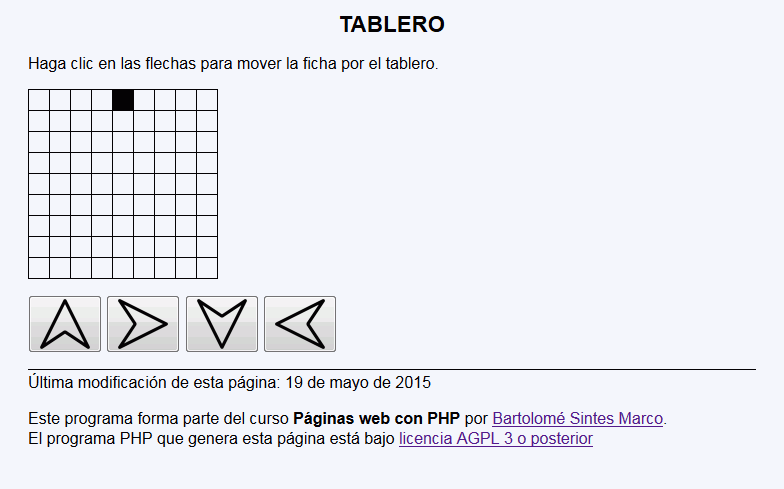 TABLERO
Haga clic en las flechas para mover la ficha por el tablero.
Última modificación de esta página: 19 de mayo de 2015
Este programa forma parte del curso Páginas web con PHP por Bartolomé Sintes Marco.
El programa PHP que genera esta página está bajo licencia AGPL 3 o posterior